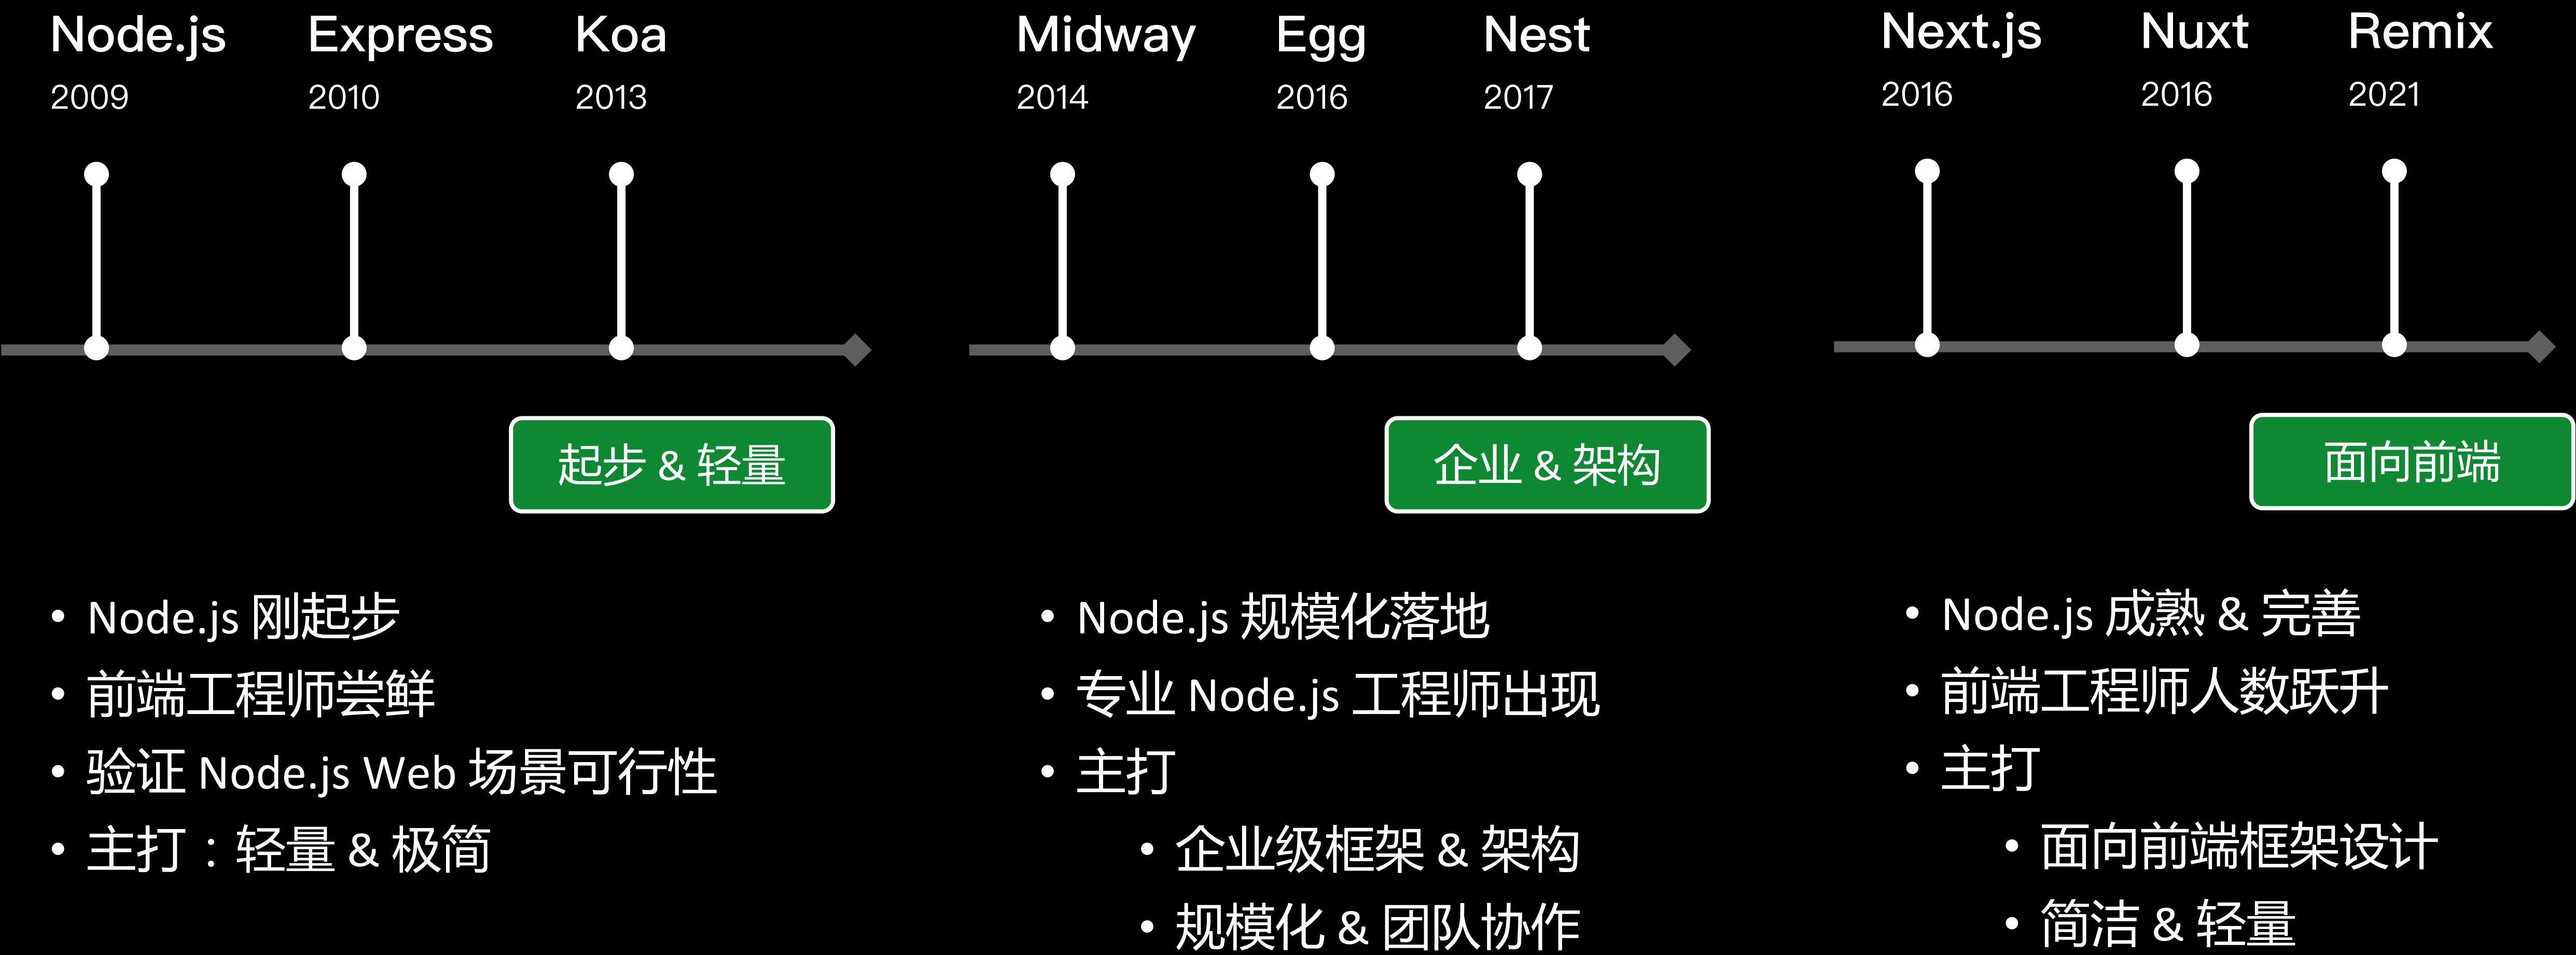 Node.js
2009
Express
2010
Koa
2013
起步 & 轻量
• Node.js 刚起步
• 前端工程师尝鲜
• 验证 Node.js Web 场景可行性
• 主打：轻量 & 极简
Midway
2014
Egg
2016
Nest
2017
企业 & 架构
• Node.js 规模化落地
• 专业 Node.js 工程师出现
• 主打
• 企业级框架 & 架构
• 规模化 & 团队协作
Next.js
2016
Nuxt
2016
Remix
2021
面向前端
• Node.js 成熟 & 完善
• 前端工程师人数跃升
• 主打
• 面向前端框架设计
• 简洁 & 轻量